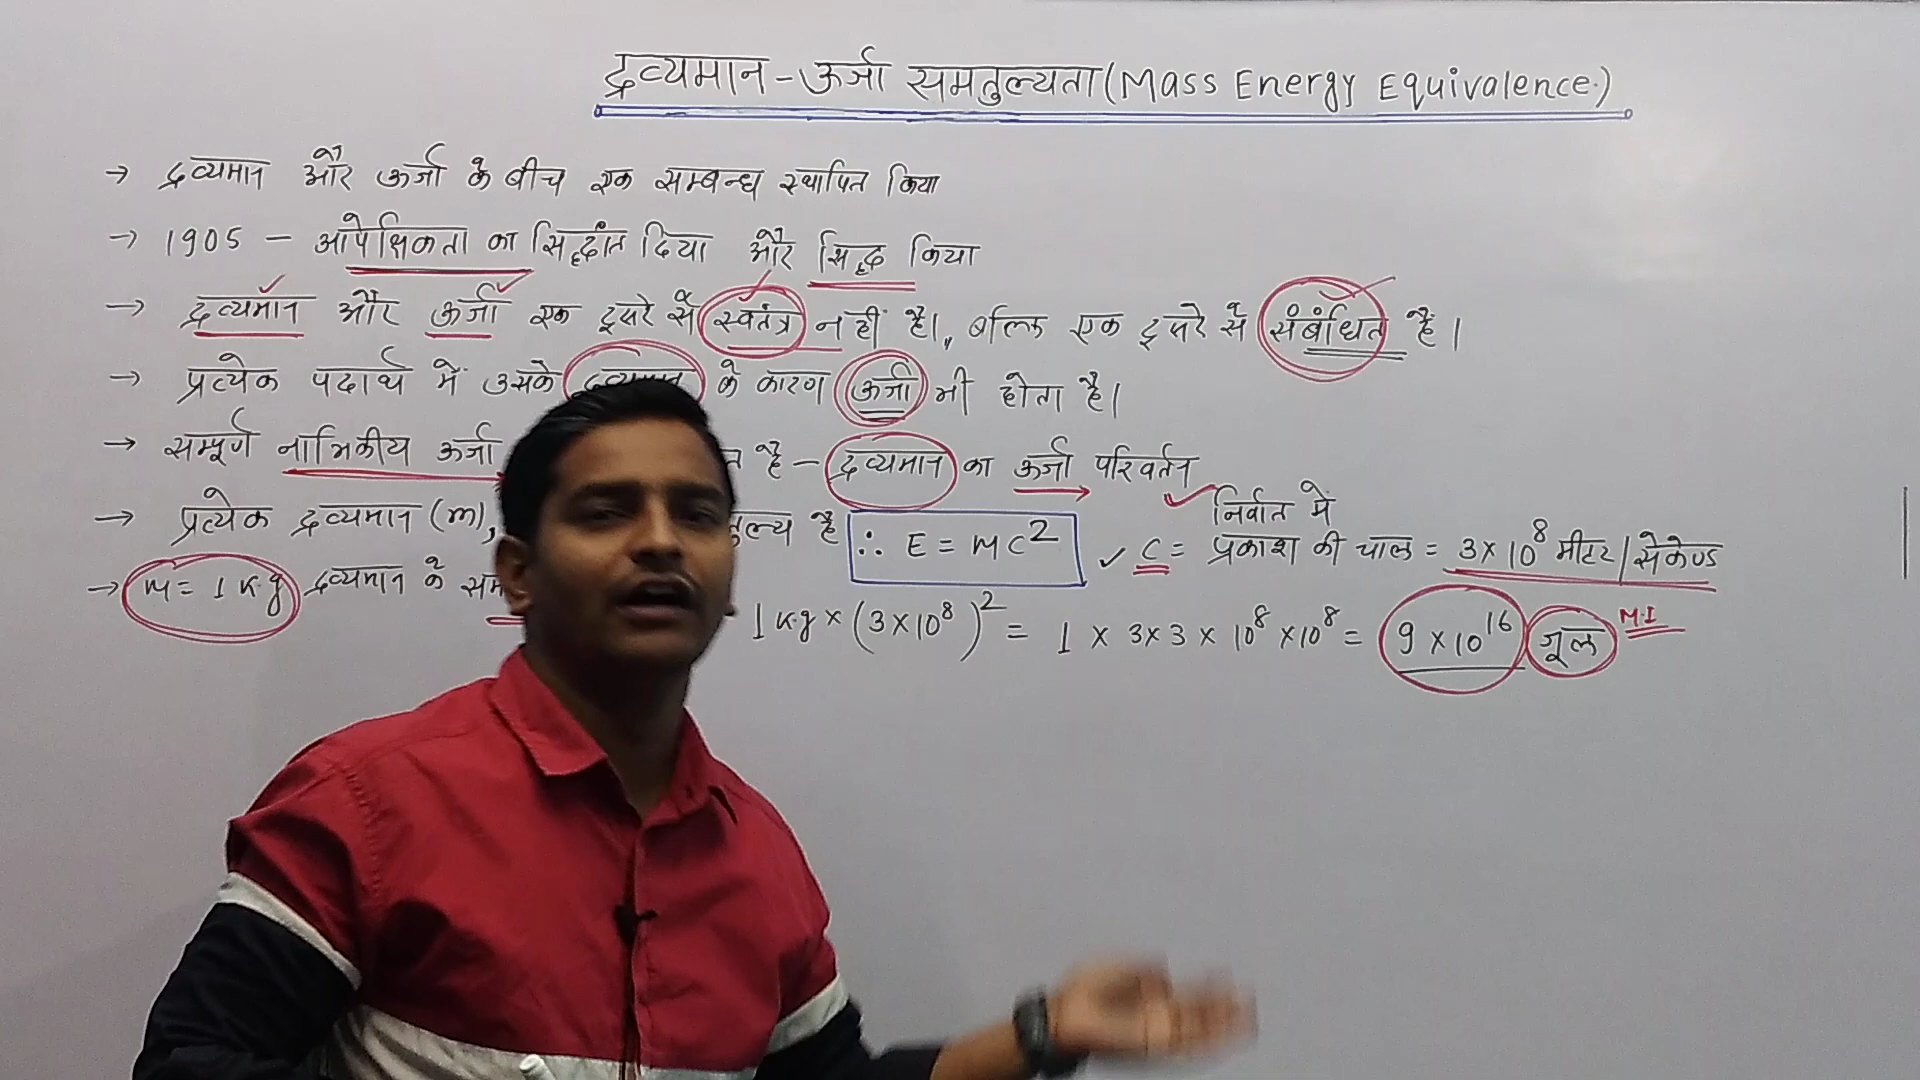 द्रव्यमान - ऊर्जा समतुल्यता (Mass Energy Equivalence.)
→ द्रव्यमान और ऊर्जा के बीच एक सम्बन्ध स्थापित किया
→ 1905 - आपेक्षिकता का सिद्धांत दिया और सिद्ध किया
→ द्रव्यमान और ऊर्जा एक दूसरे से स्वतंत्र नहीं है।, बल्कि एक दूसरे से संबंधित है।
→ प्रत्येक पदार्थ में उसके द्रव्यमान के कारण ऊर्जा भी होता है।
→ सम्पूर्ण नाभिकीय ऊर्जा है - द्रव्यमान का ऊर्जा परिवर्तन
→ प्रत्येक द्रव्यमान (m), है ∴ E = mc² ✓ c = निर्वात में प्रकाश की चाल = 3×10⁸ मीटर/सेकेण्ड
→ m = 1 K.g द्रव्यमान के 1 K.g × (3×10⁸)² = 1 × 3×3 × 10⁸ × 10⁸ = 9 × 10¹⁶ जूल M.I